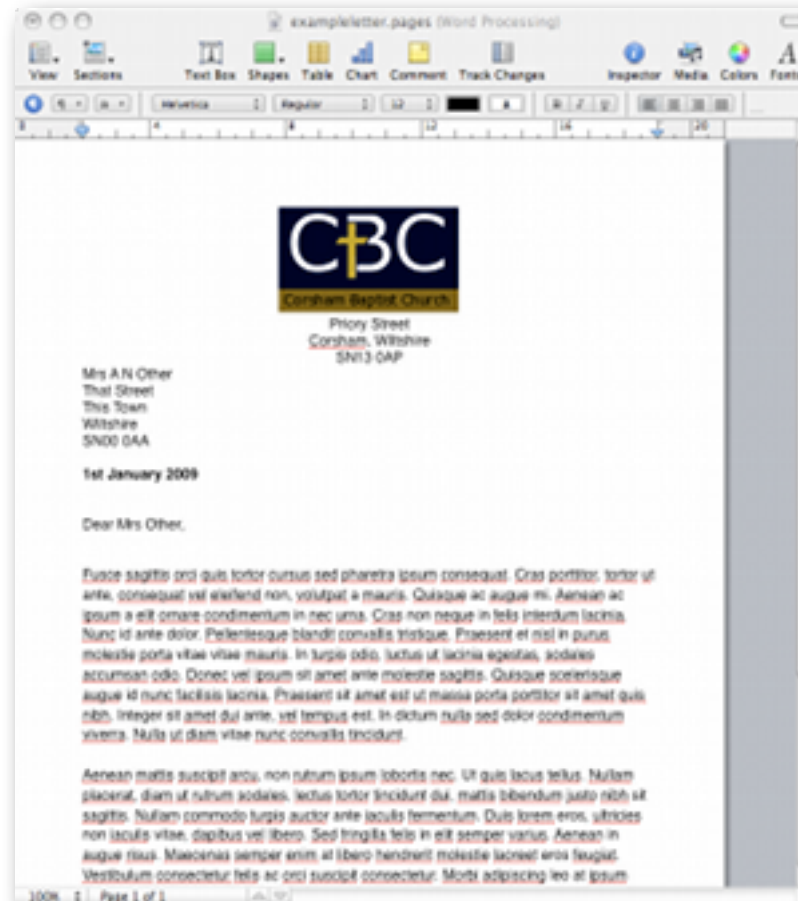 exampleletter.pages (Word Processing)
View Sections Text Box Shapes Table Chart Comment Track Changes Inspector Media Colors Fonts
Helvetica Regular 12 a B I U
0 4 8 12 16 20
CBC
Corsham Baptist Church
Priory Street
Corsham, Wiltshire
SN13 0AP
Mrs A N Other
That Street
This Town
Wiltshire
SN00 0AA
1st January 2009
Dear Mrs Other,
Fusce sagittis orci quis tortor cursus sed pharetra ipsum consequat. Cras porttitor, tortor ut
ante, consequat vel eleifend non, volutpat a mauris. Quisque ac augue mi. Aenean ac
ipsum a elit ornare condimentum in nec urna. Cras non neque in felis interdum lacinia.
Nunc id ante dolor. Pellentesque blandit convallis tristique. Praesent et nisl in purus
molestie porta vitae vitae mauris. In turpis odio, luctus ut lacinia egestas, sodales
accumsan odio. Donec vel ipsum sit amet ante molestie sagittis. Quisque scelerisque
augue id nunc facilisis lacinia. Praesent sit amet est ut massa porta porttitor sit amet quis
nibh. Integer sit amet dui ante, vel tempus est. In dictum nulla sed dolor condimentum
viverra. Nulla ut diam vitae nunc convallis tincidunt.
Aenean mattis suscipit arcu, non rutrum ipsum lobortis nec. Ut quis lacus tellus. Nullam
placerat, diam ut rutrum sodales, lectus tortor tincidunt dui, mattis bibendum justo nibh sit
sagittis. Nullam commodo turpis auctor ante iaculis fermentum. Duis lorem eros, ultricies
non iaculis vitae, dapibus vel libero. Sed fringilla felis in elit semper varius. Aenean in
augue risus. Maecenas semper enim at libero hendrerit molestie laoreet eros feugiat.
Vestibulum consectetur felis ac orci suscipit consectetur. Morbi adipiscing leo at ipsum
100% Page 1 of 1